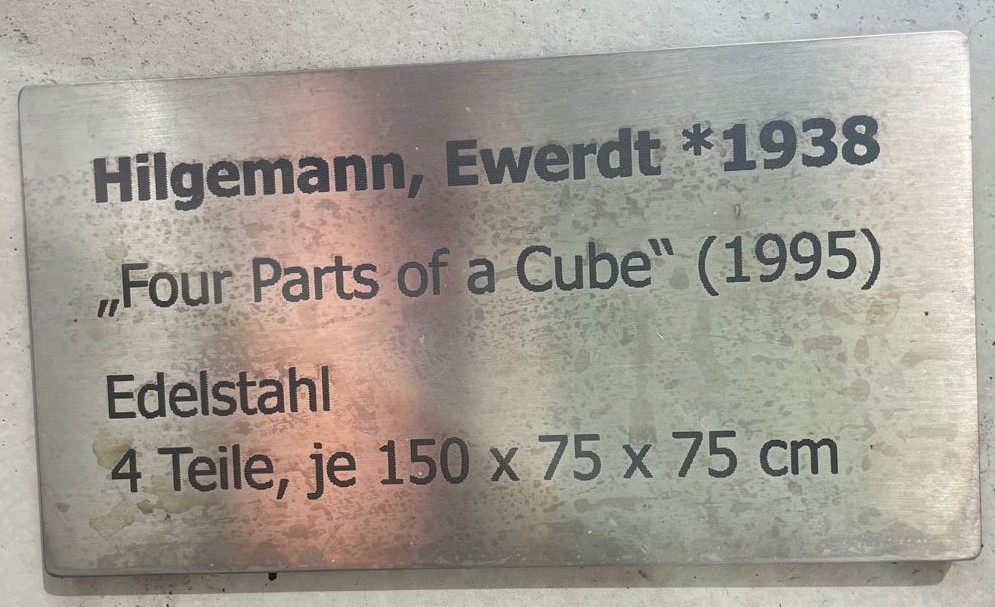 Hilgemann, Ewerdt *1938
„Four Parts of a Cube“ (1995)
Edelstahl
4 Teile, je 150 x 75 x 75 cm